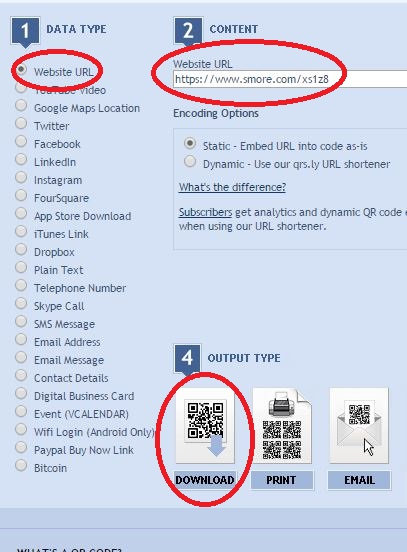 1 DATA TYPE
Website URL
YouTube Video
Google Maps Location
Twitter
Facebook
LinkedIn
Instagram
FourSquare
App Store Download
iTunes Link
Dropbox
Plain Text
Telephone Number
Skype Call
SMS Message
Email Address
Email Message
Contact Details
Digital Business Card
Event (VCALENDAR)
Wifi Login (Android Only)
Paypal Buy Now Link
Bitcoin
2 CONTENT
Website URL
https://www.smore.com/xs1z8
Encoding Options
Static - Embed URL into code as-is
Dynamic - Use our qrs.ly URL shortener
What's the difference?
Subscribers get analytics and dynamic QR code e
when using our URL shortener.
4 OUTPUT TYPE
DOWNLOAD
PRINT
EMAIL
WHAT'S A QR CODE?